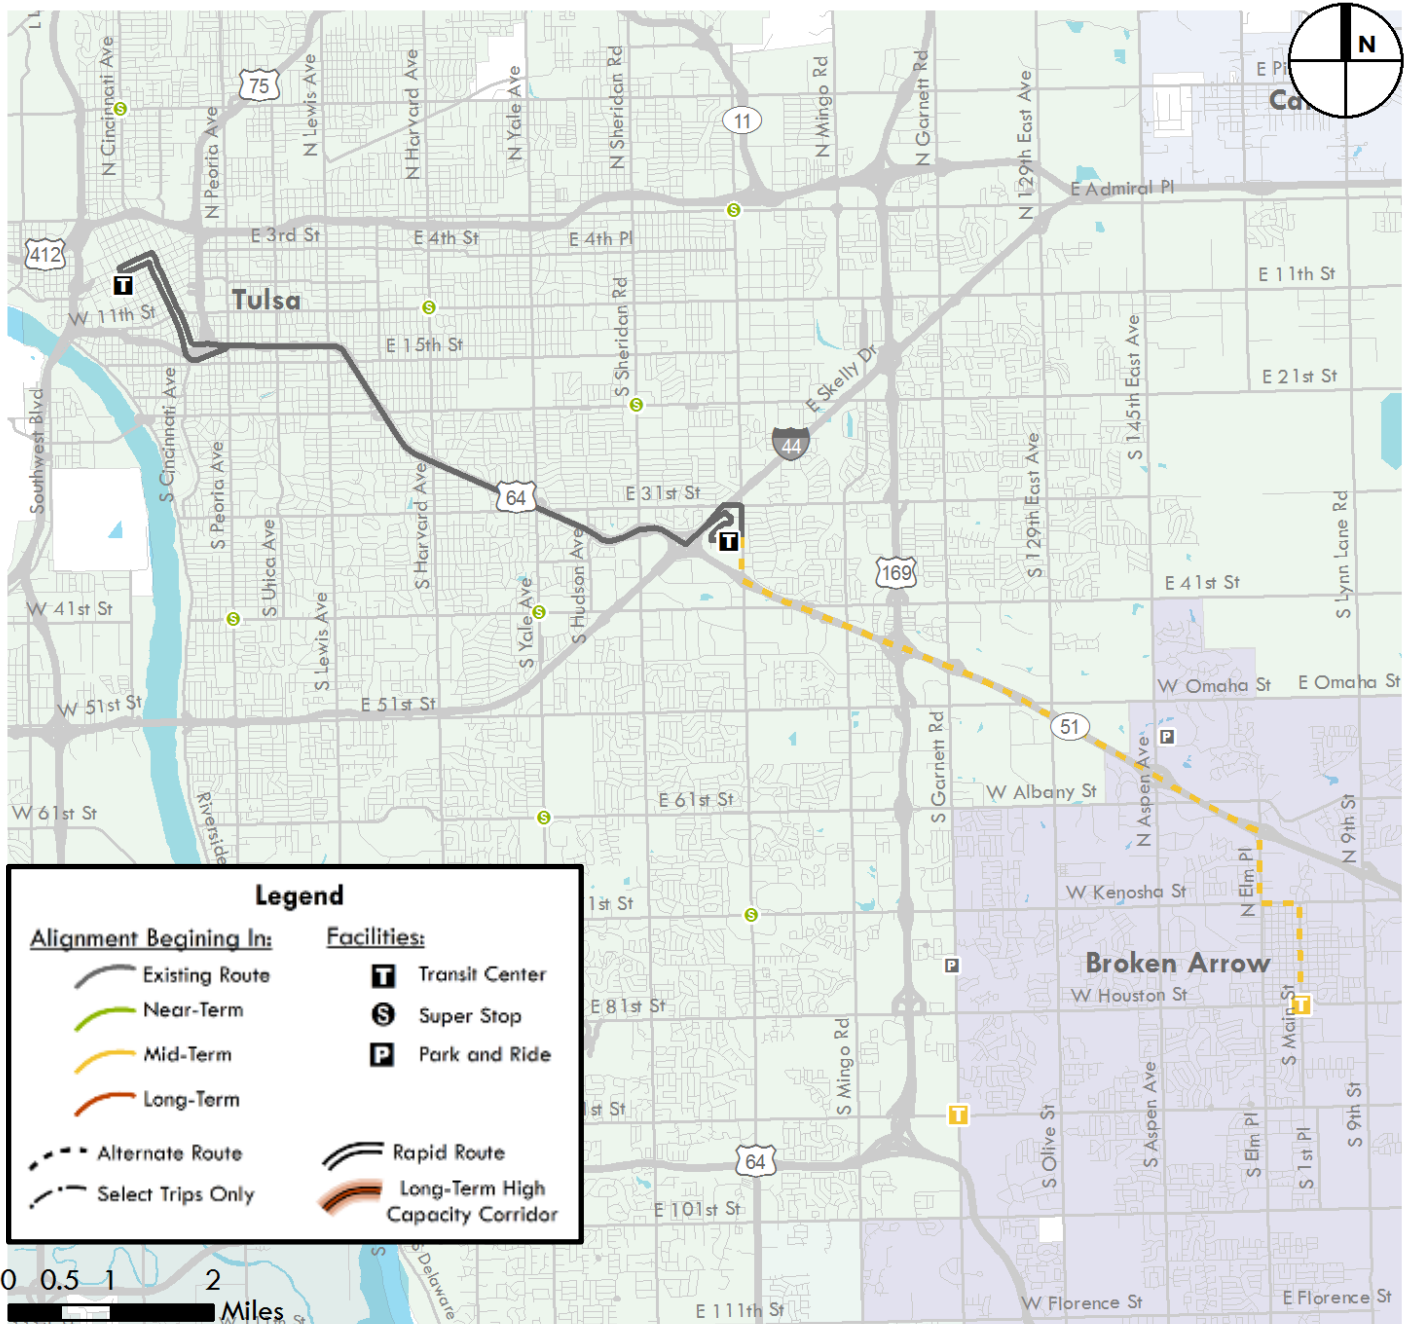 N Cincinnati Ave
75
N Peoria Ave
N Lewis Ave
N Harvard Ave
N Yale Ave
N Sheridan Rd
11
N Mingo Rd
N Garnett Rd
N 129th East Ave
N
E Admiral Pl
412
E 3rd St
E 4th St
E 4th Pl
E 11th St
T
Tulsa
W 11th St
E 15th St
S Sheridan Rd
E Skelly Dr
44
S 145th East Ave
E 21st St
Southwest Blvd
S Cincinnati Ave
S Peoria Ave
S Utica Ave
S Harvard Ave
64
E 31st St
T
S Hudson Ave
169
S 129th East Ave
S Lynn Lane Rd
E 41st St
W 41st St
S Lewis Ave
S Yale Ave
W 51st St
E 51st St
W Omaha St
E Omaha St
51
P
S Garnett Rd
N Aspen Ave
W Albany St
W 61st St
E 61st St
Riverside
N Elm Pl
N 9th St
W Kenosha St
1st St
S
S
S
S
S
S
S
S
S
P
Broken Arrow
W Houston St
E 81st St
S Main St
T
S Mingo Rd
1st St
T
S Olive St
S Aspen Ave
S Elm Pl
S 1st Pl
S 9th St
64
E 101st St
E 111th St
W Florence St
E Florence St
Legend
Alignment Begining In:
Existing Route
Near-Term
Mid-Term
Long-Term
Alternate Route
Select Trips Only
Facilities:
T Transit Center
S Super Stop
P Park and Ride
Rapid Route
Long-Term High
Capacity Corridor
S Delaware
0 0.5 1 2
Miles